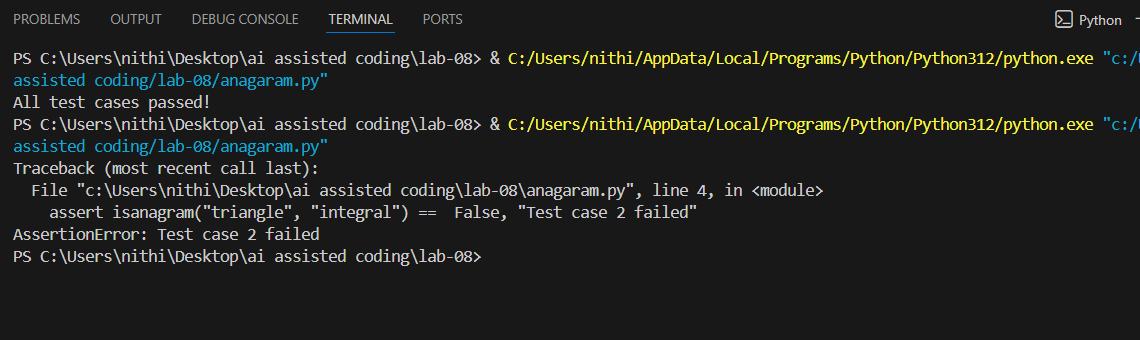 PROBLEMS OUTPUT DEBUG CONSOLE TERMINAL PORTS Python
PS C:\Users\nithi\Desktop\ai assisted coding\lab-08> & C:/Users/nithi/AppData/Local/Programs/Python/Python312/python.exe "c:/
assisted coding/lab-08/anagaram.py"
All test cases passed!
PS C:\Users\nithi\Desktop\ai assisted coding\lab-08> & C:/Users/nithi/AppData/Local/Programs/Python/Python312/python.exe "c:/
assisted coding/lab-08/anagaram.py"
Traceback (most recent call last):
  File "c:\Users\nithi\Desktop\ai assisted coding\lab-08\anagaram.py", line 4, in <module>
    assert isanagram("triangle", "integral") ==  False, "Test case 2 failed"
AssertionError: Test case 2 failed
PS C:\Users\nithi\Desktop\ai assisted coding\lab-08>